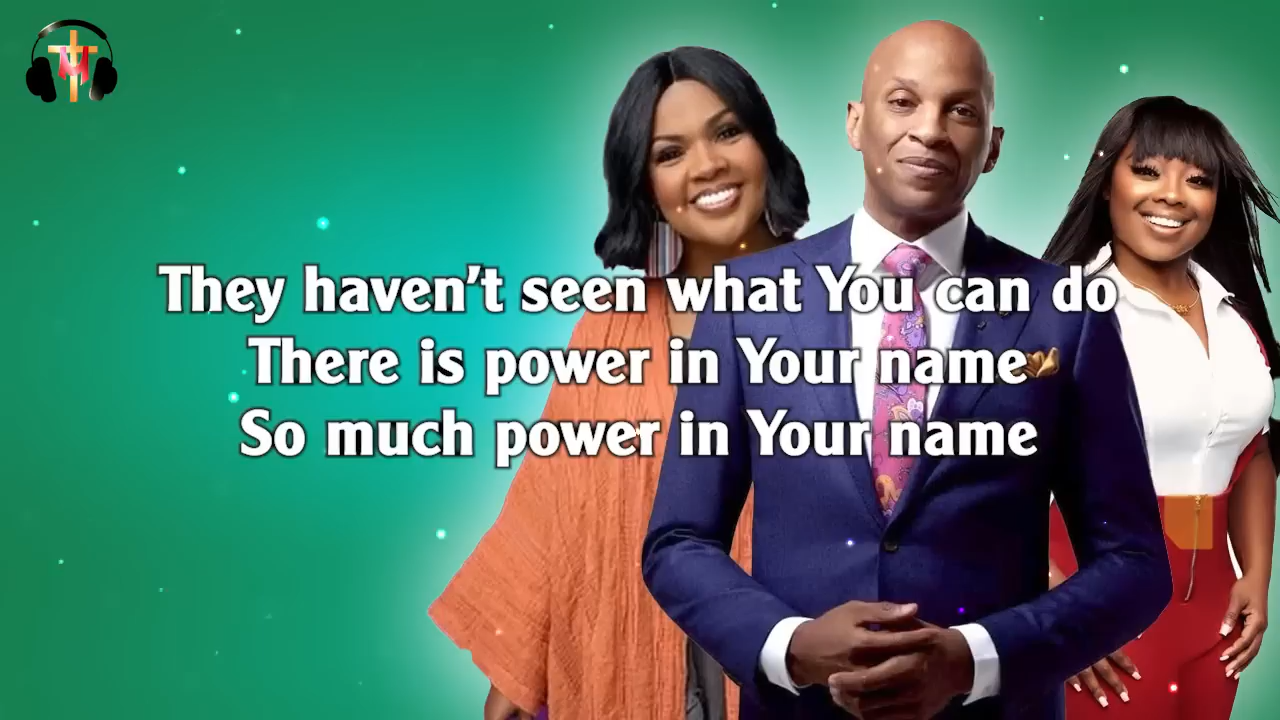 They haven't seen what You can do
There is power in Your name
So much power in Your name